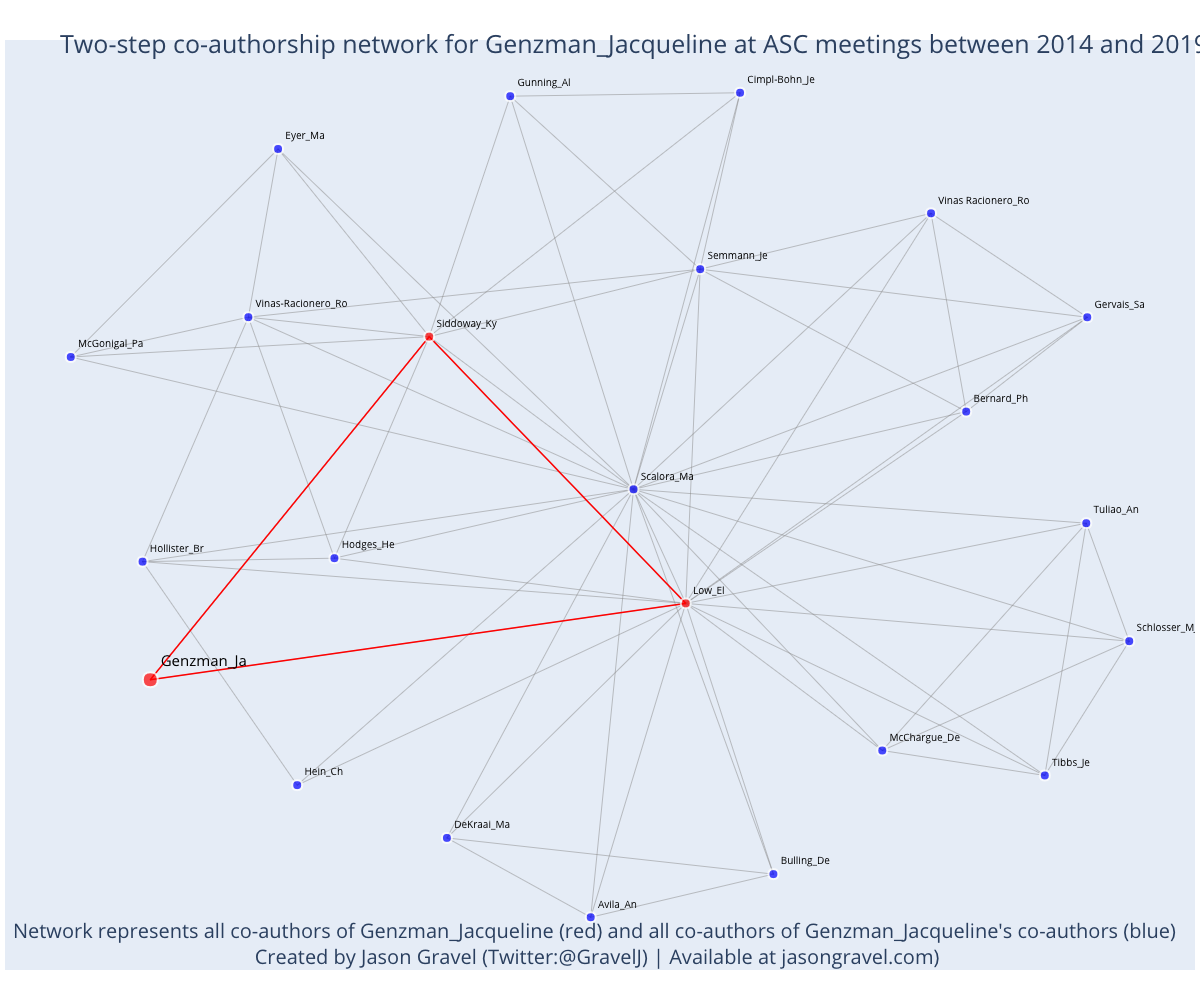 Two-step co-authorship network for Genzman_Jacqueline at ASC meetings between 2014 and 2019
Cimpl-Bohn_Je
Gunning_Al
Eyer_Ma
Vinas Racionero_Ro
Semmann_Je
Vinas-Racionero_Ro
Gervais_Sa
Siddoway_Ky
McGonigal_Pa
Bernard_Ph
Scalora_Ma
Tuliao_An
Hodges_He
Hollister_Br
Low_El
Schlosser_M
Genzman_Ja
McChargue_De
Tibbs_Je
Hein_Ch
DeKraai_Ma
Bulling_De
Avila_An
Network represents all co-authors of Genzman_Jacqueline (red) and all co-authors of Genzman_Jacqueline's co-authors (blue)
Created by Jason Gravel (Twitter:@GravelJ) | Available at jasongravel.com)